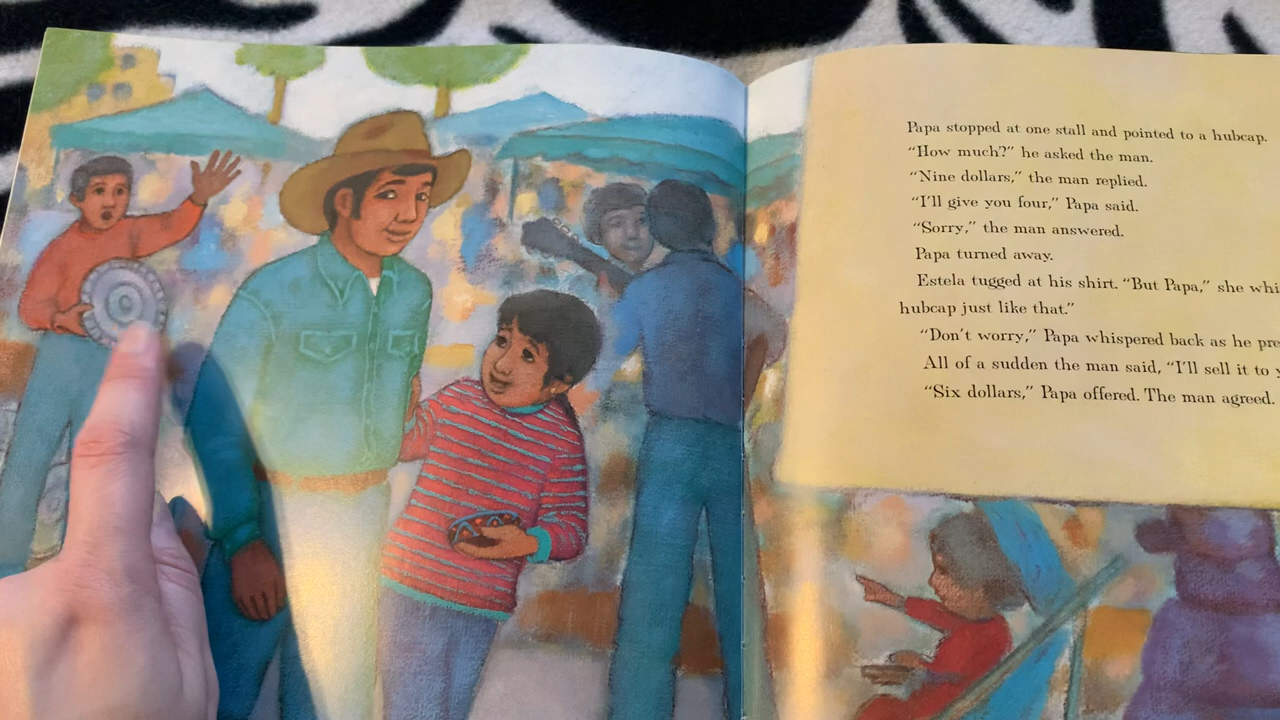 Papa stopped at one stall and pointed to a hubcap.
“How much?” he asked the man.
“Nine dollars,” the man replied.
“I’ll give you four,” Papa said.
“Sorry,” the man answered.
Papa turned away.
Estela tugged at his shirt. “But Papa,” she
hubcap just like that.”
“Don’t worry,” Papa whispered back as he
All of a sudden the man said, “I’ll sell it to
“Six dollars,” Papa offered. The man agreed.